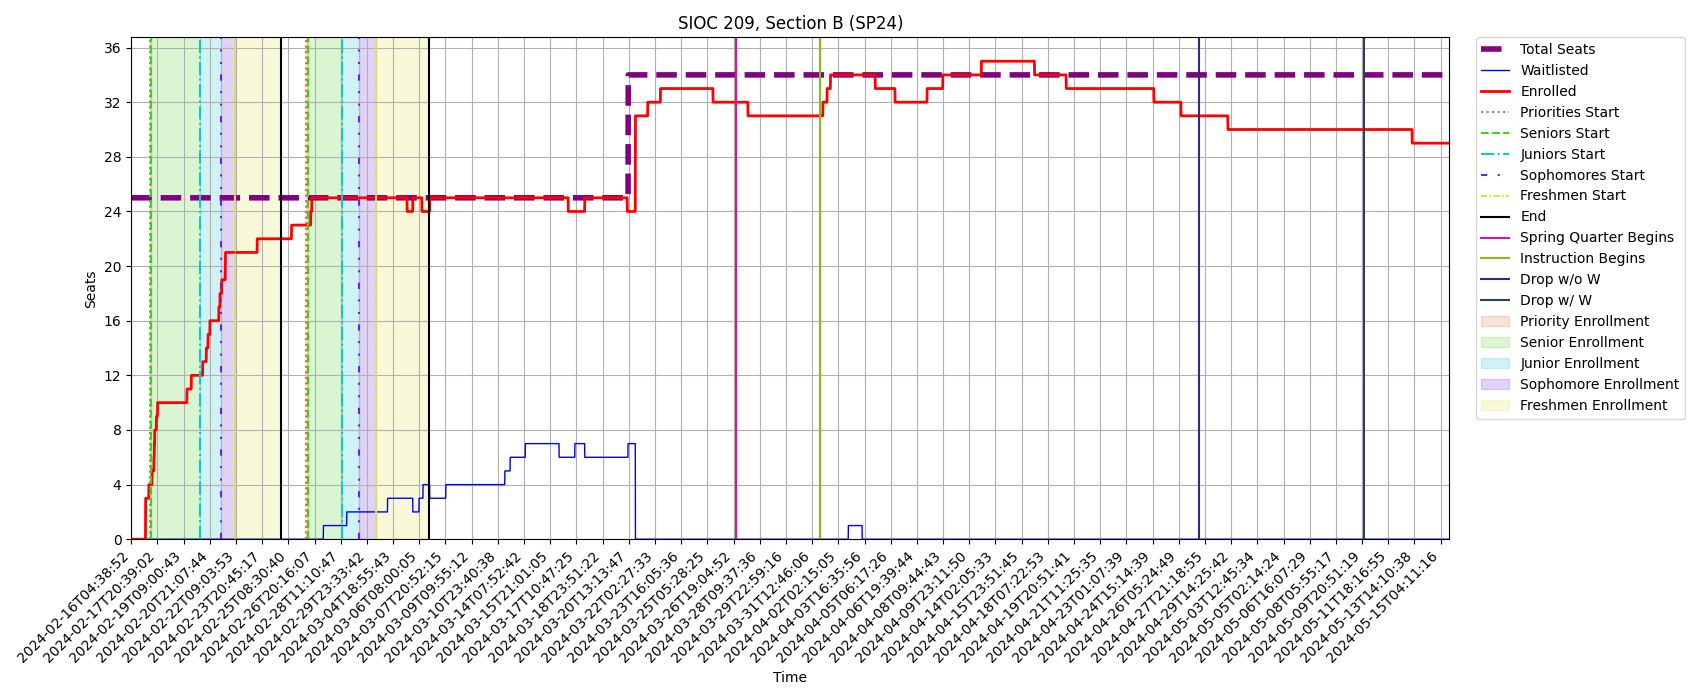 SIOC 209, Section B (SP24)
36
32
28
24
20
16
12
8
4
0
Seats
2024-02-16T04:38:52
2024-02-17T20:39:02
2024-02-19T09:00:43
2024-02-20T21:07:44
2024-02-22T09:03:53
2024-02-23T20:45:17
2024-02-25T08:30:40
2024-02-26T20:16:07
2024-02-28T11:10:47
2024-02-29T23:33:42
2024-03-04T18:55:43
2024-03-06T08:00:05
2024-03-07T20:52:15
2024-03-09T09:55:12
2024-03-10T23:40:38
2024-03-14T07:52:42
2024-03-15T21:01:05
2024-03-17T10:47:25
2024-03-18T23:51:22
2024-03-20T13:13:47
2024-03-22T02:27:33
2024-03-23T16:05:36
2024-03-25T05:28:25
2024-03-26T19:04:52
2024-03-28T09:37:36
2024-03-29T22:59:16
2024-03-31T12:46:06
2024-04-02T02:15:05
2024-04-03T16:35:56
2024-04-05T06:17:29
2024-04-06T19:39:44
2024-04-08T09:44:43
2024-04-09T23:11:50
2024-04-14T02:05:33
2024-04-15T23:51:45
2024-04-18T07:22:53
2024-04-19T20:51:41
2024-04-21T11:25:35
2024-04-23T01:07:39
2024-04-24T15:14:39
2024-04-26T05:24:49
2024-04-27T21:18:55
2024-04-29T14:25:42
2024-05-03T12:45:34
2024-05-05T02:14:24
2024-05-06T16:07:29
2024-05-08T05:55:17
2024-05-09T20:51:19
2024-05-11T18:16:55
2024-05-13T14:10:38
2024-05-15T04:11:16
Time
Total Seats
Waitlisted
Enrolled
Priorities Start
Seniors Start
Juniors Start
Sophomores Start
Freshmen Start
End
Spring Quarter Begins
Instruction Begins
Drop w/o W
Drop w/ W
Priority Enrollment
Senior Enrollment
Junior Enrollment
Sophomore Enrollment
Freshmen Enrollment